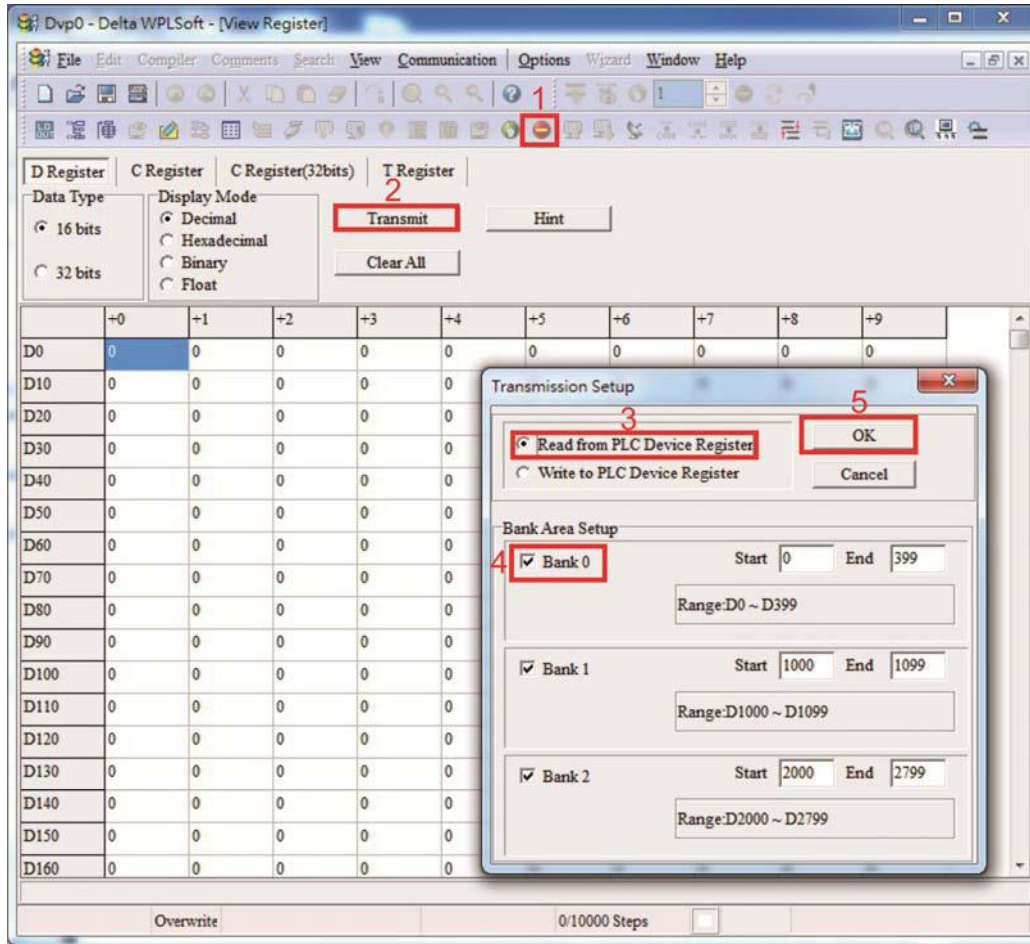 Dvp0 - Delta WPLSoft - [View Register]
File Edit Compiler Comments Search View Communication Options Wizard Window Help
1
1
D Register C Register C Register(32bits) T Register
2
Data Type Display Mode
16 bits Decimal Transmit Hint
Hexadecimal
32 bits Binary Clear All
Float
+0 +1 +2 +3 +4 +5 +6 +7 +8 +9
D0 0 0 0 0 0 0 0 0 0 0
D10 0 0 0 0 0
D20 0 0 0 0 0
D30 0 0 0 0 0
D40 0 0 0 0 0
D50 0 0 0 0 0
D60 0 0 0 0 0
D70 0 0 0 0 0
D80 0 0 0 0 0
D90 0 0 0 0 0
D100 0 0 0 0 0
D110 0 0 0 0 0
D120 0 0 0 0 0
D130 0 0 0 0 0
D140 0 0 0 0 0
D150 0 0 0 0 0
D160 0 0 0 0 0
Transmission Setup
3 5
Read from PLC Device Register OK
Write to PLC Device Register Cancel
Bank Area Setup
4 Bank 0 Start 0 End 399
Range:D0 ~ D399
Bank 1 Start 1000 End 1099
Range:D1000 ~ D1099
Bank 2 Start 2000 End 2799
Range:D2000 ~ D2799
Overwrite 0/10000 Steps